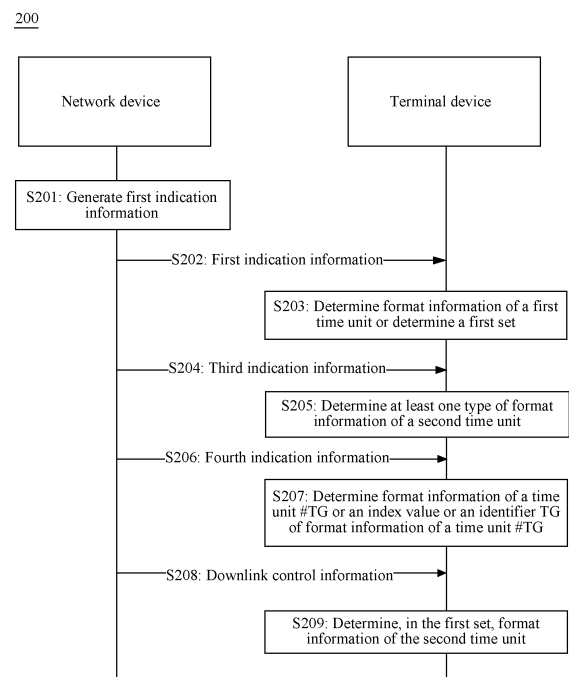 200
Network device
Terminal device
S201: Generate first indication
information
S202: First indication information
S203: Determine format information of a first
time unit or determine a first set
S204: Third indication information
S205: Determine at least one type of format
information of a second time unit
S206: Fourth indication information
S207: Determine format information of a time
unit #TG or an index value or an identifier TG
of format information of a time unit #TG
S208: Downlink control information
S209: Determine, in the first set, format
information of the second time unit